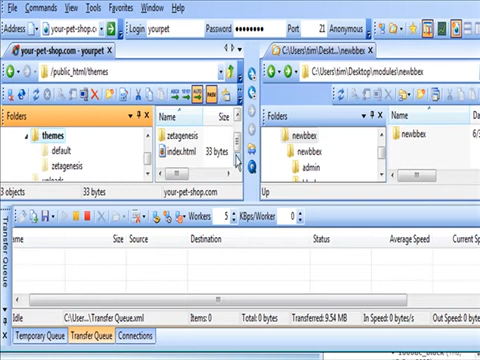 File Commands View Tools Favorites Window Help
Address your-pet-shop.com Login yourpet Password •••••••• Port 21 Anonymous
your-pet-shop.com - yourpet
C:\Users\tim\Deskt...\newbbex
/public_html/themes
C:\Users\tim\Desktop\modules\newbbex
Folders
Name Size
Folders
Name
themes
default
zetagenesis
zetagenesis
index.html 33 bytes
newbbex
newbbex
admin
newbbex 6/3
3 objects 33 bytes your-pet-shop.com
Up
Workers 5 KBps/Worker 0
Transfer Queue
ame Size Source Destination Status Average Speed Current Sp
Idle C:\User...\Transfer Queue.xml Items: 0 Total: 0 bytes Transferred: 9.54 MB In Speed: 0 bytes/s Out Speed: 0 bytes
Temporary Queue Transfer Queue Connections